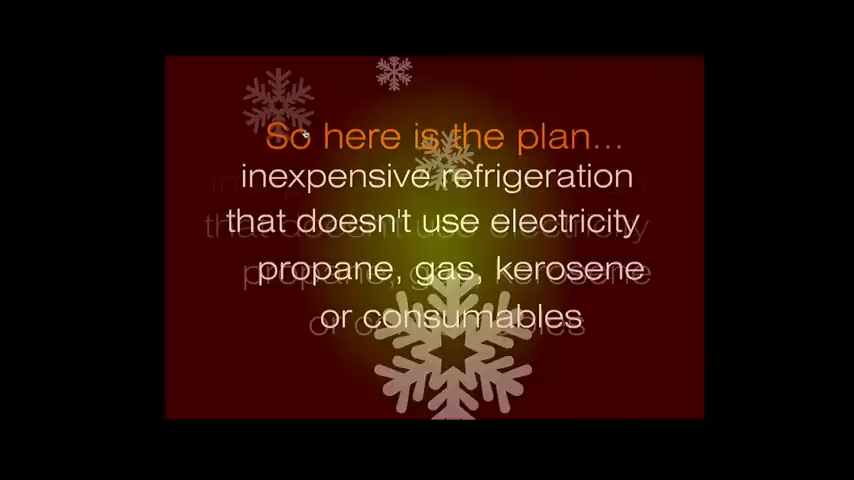 So here is the plan...
inexpensive refrigeration
that doesn't use electricity
propane, gas, kerosene
or consumables